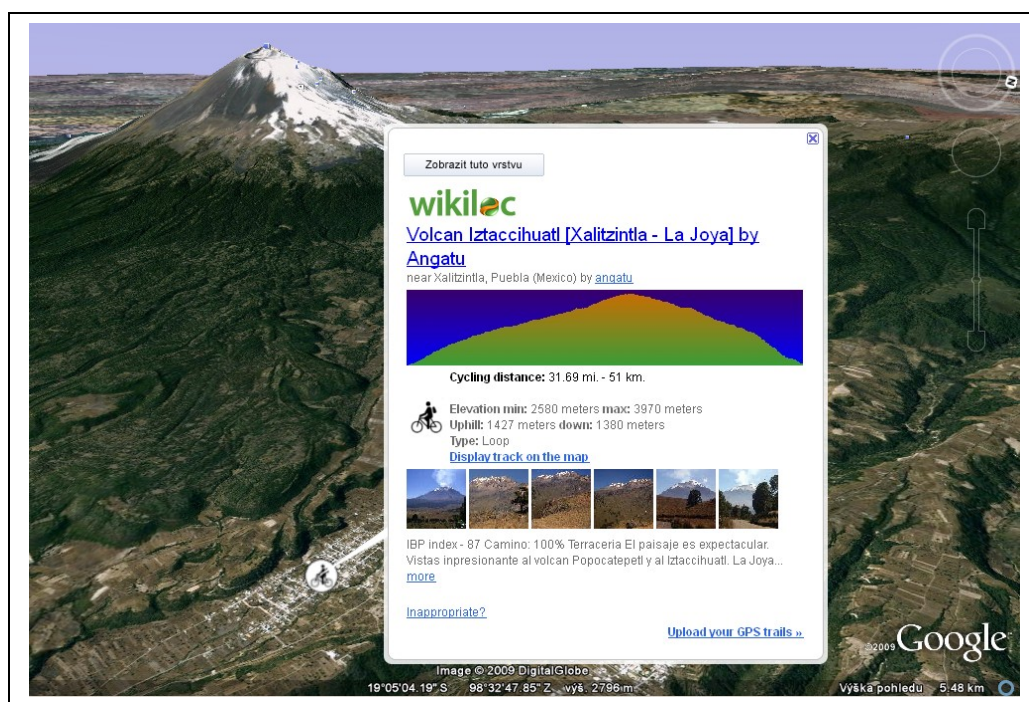 N
Zobrazit tuto vrstvu
wikiloc
Volcan Iztaccihuatl [Xalitzintla - La Joya] by
Angatu
near Xalitzintla, Puebla (Mexico) by angatu
Cycling distance: 31.69 mi. - 51 km.
Elevation min: 2580 meters max: 3970 meters
Uphill: 1427 meters down: 1380 meters
Type: Loop
Display track on the map
IBP index - 87 Camino: 100% Terraceria El paisaje es expectacular.
Vistas inpresionante al volcan Popocatepetl y al Iztaccihuatl. La Joya...
more
Inappropriate?
Upload your GPS trails »
©2009 Google™
Image © 2009 DigitalGlobe
19°05'04.19" S 98°32'47.85" Z výš. 2796 m Výška pohledu 5.48 km